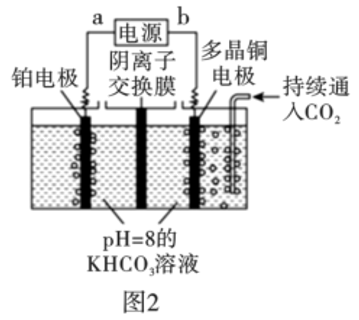 a 电源 b
铂电极
阴离子
交换膜
多晶铜
电极
持续通
入CO₂
pH=8的
KHCO₃溶液
图2